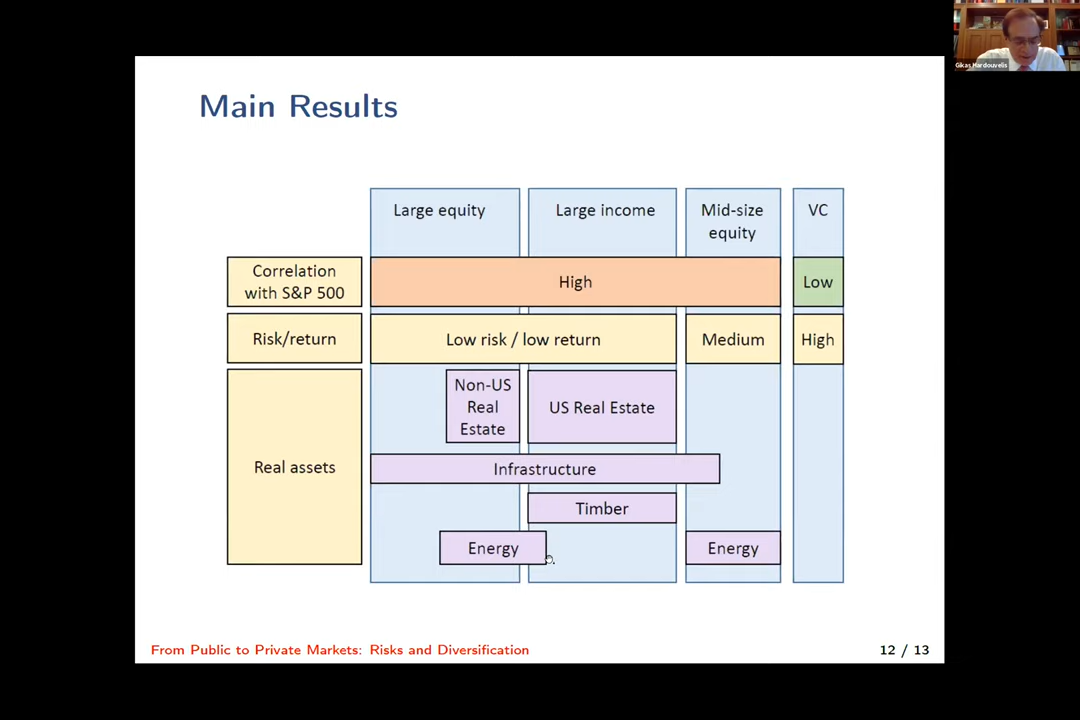 Gikas Hardouvelis
Main Results
Large equity
Large income
Mid-size
equity
VC
Correlation
with S&P 500
High
Low
Risk/return
Low risk / low return
Medium
High
Real assets
Non-US
Real
Estate
US Real Estate
Infrastructure
Timber
Energy
Energy
From Public to Private Markets: Risks and Diversification
12 / 13